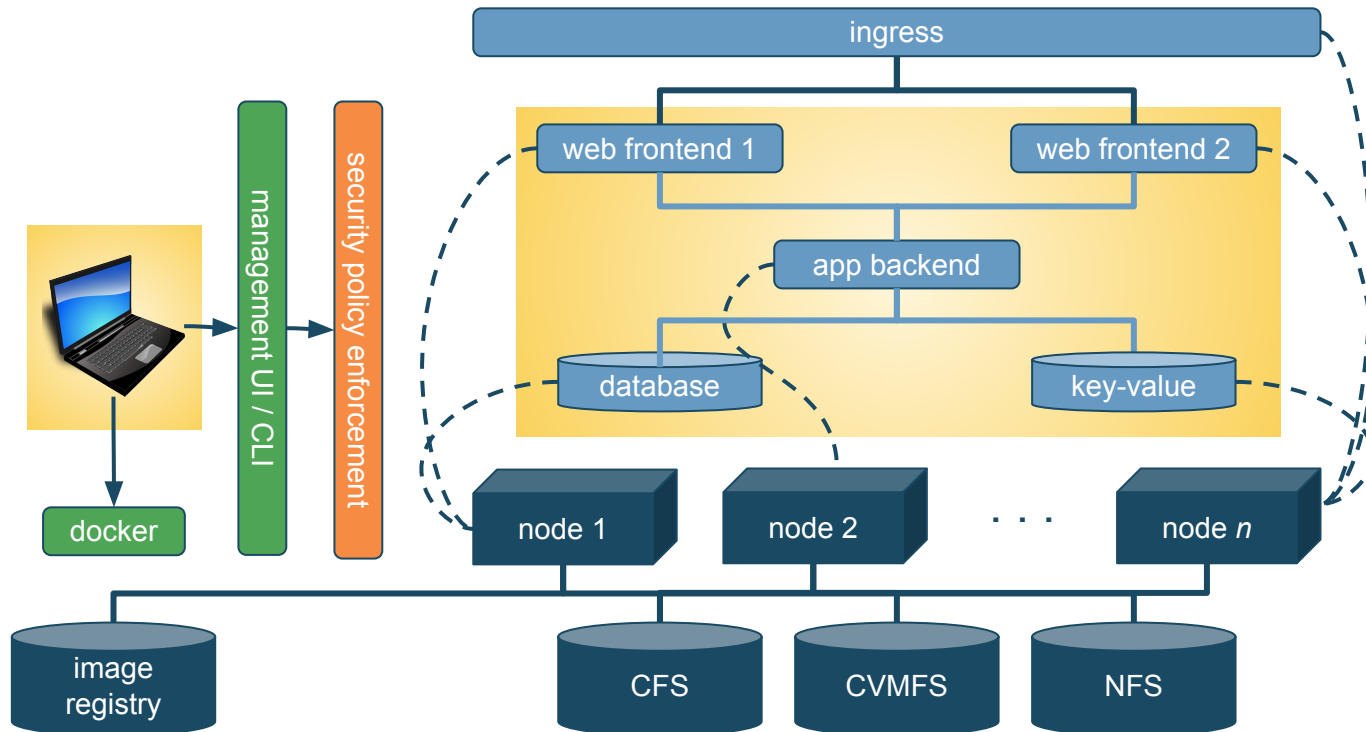 ingress
web frontend 1
web frontend 2
management UI / CLI
security policy enforcement
app backend
database
key-value
docker
node 1
node 2
. . .
node n
image
registry
CFS
CVMFS
NFS